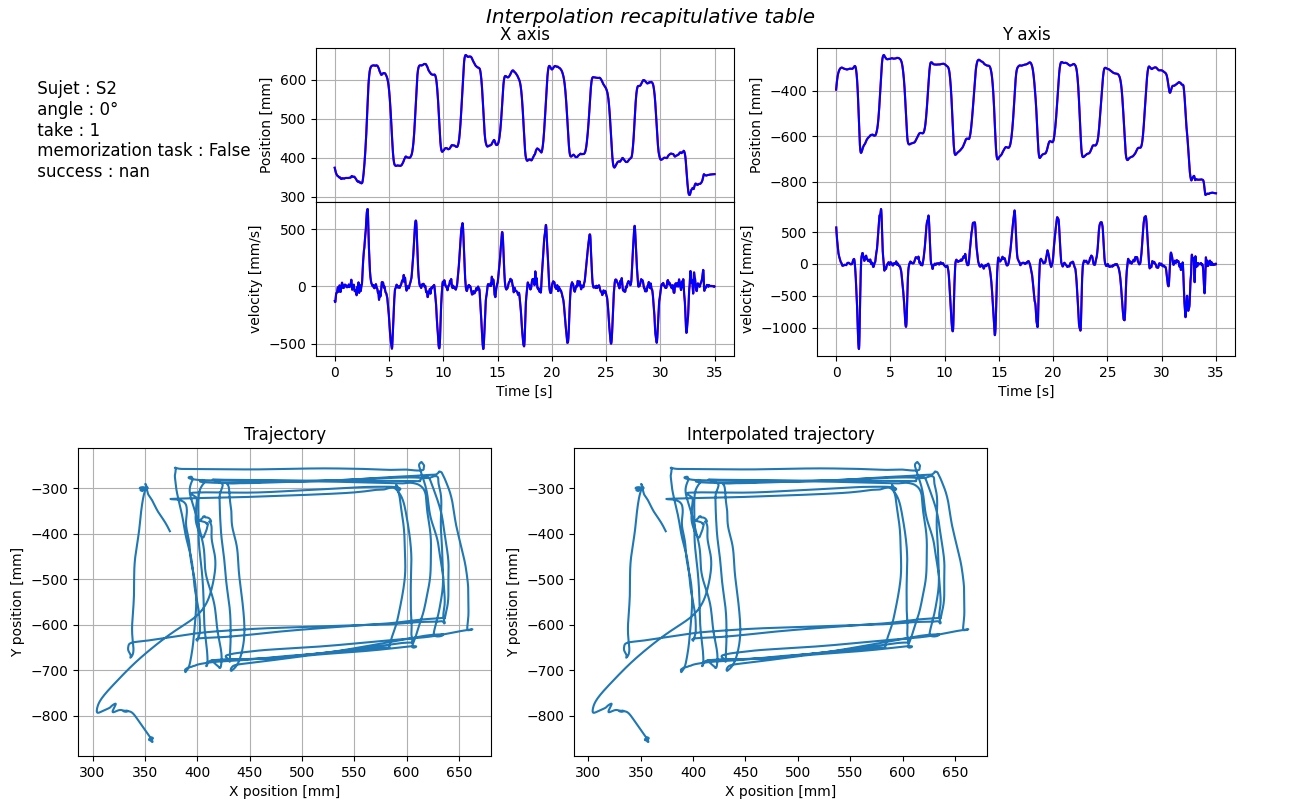 Interpolation recapitulative table
X axis
Y axis
Sujet : S2
angle : 0°
take : 1
memorization task : False
success : nan
Position [mm]
600
500
400
300
velocity [mm/s]
500
0
−500
0
5
10
15
20
25
30
35
Time [s]
Position [mm]
−400
−600
−800
velocity [mm/s]
500
0
−500
−1000
0
5
10
15
20
25
30
35
Time [s]
Trajectory
Y position [mm]
−300
−400
−500
−600
−700
−800
300
350
400
450
500
550
600
650
X position [mm]
Interpolated trajectory
Y position [mm]
−300
−400
−500
−600
−700
−800
300
350
400
450
500
550
600
650
X position [mm]